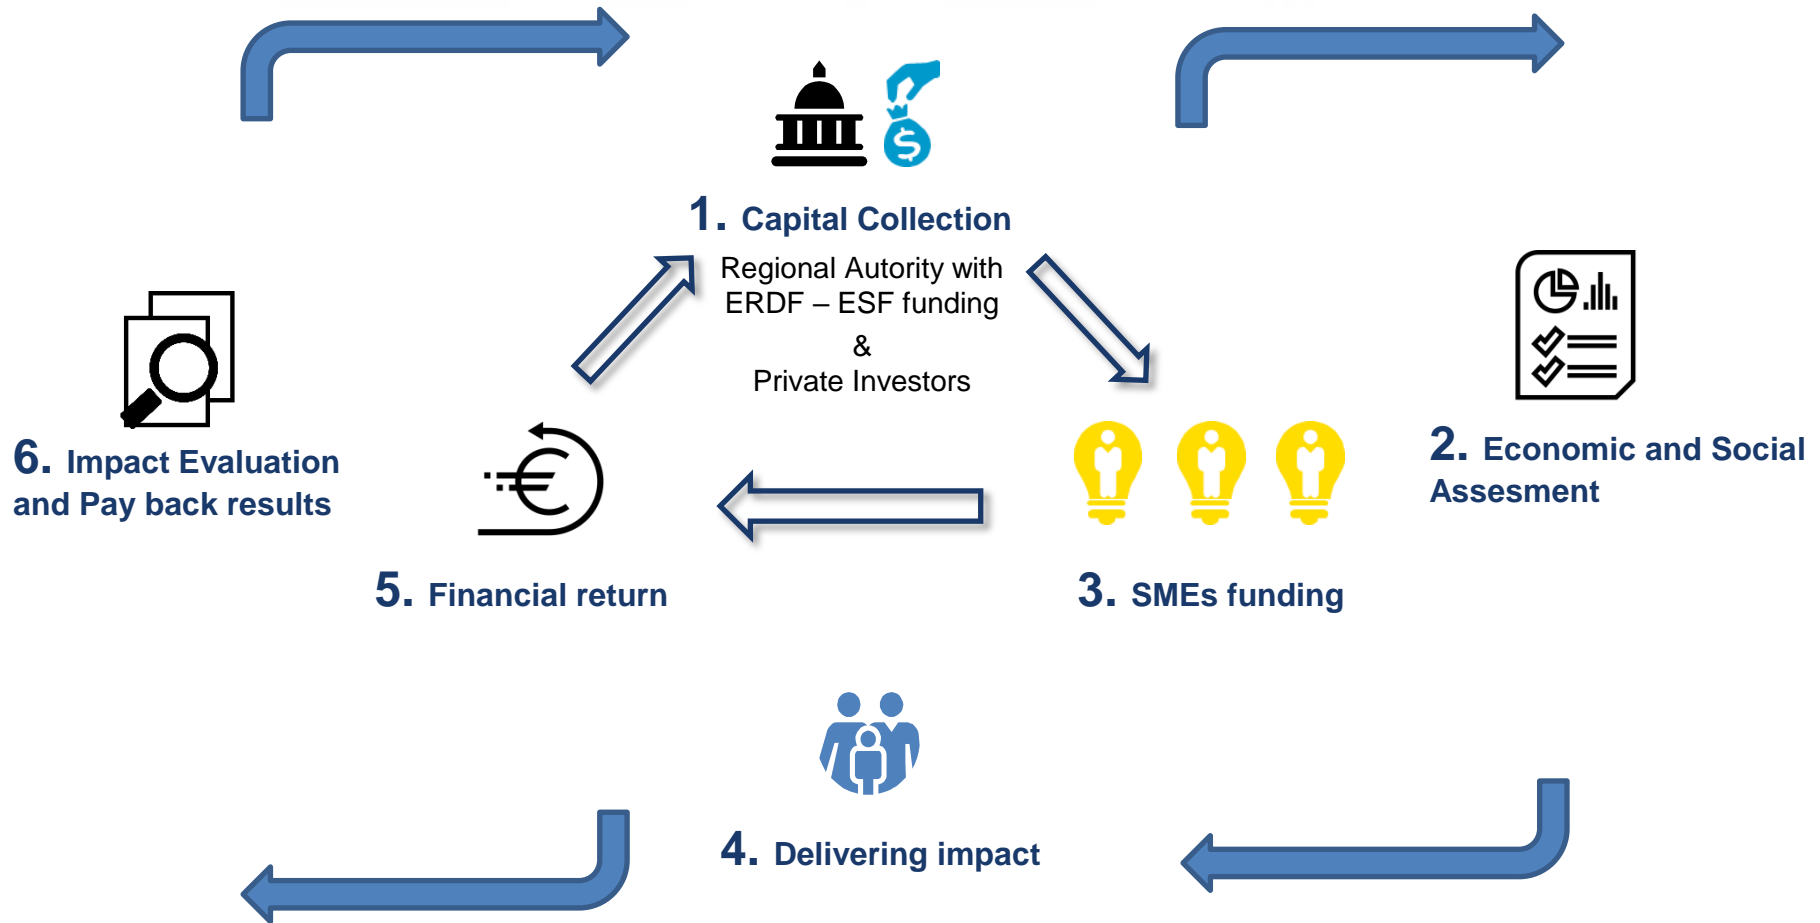 1. Capital Collection
Regional Autority with
ERDF – ESF funding
&
Private Investors
2. Economic and Social
Assesment
3. SMEs funding
4. Delivering impact
5. Financial return
6. Impact Evaluation
and Pay back results